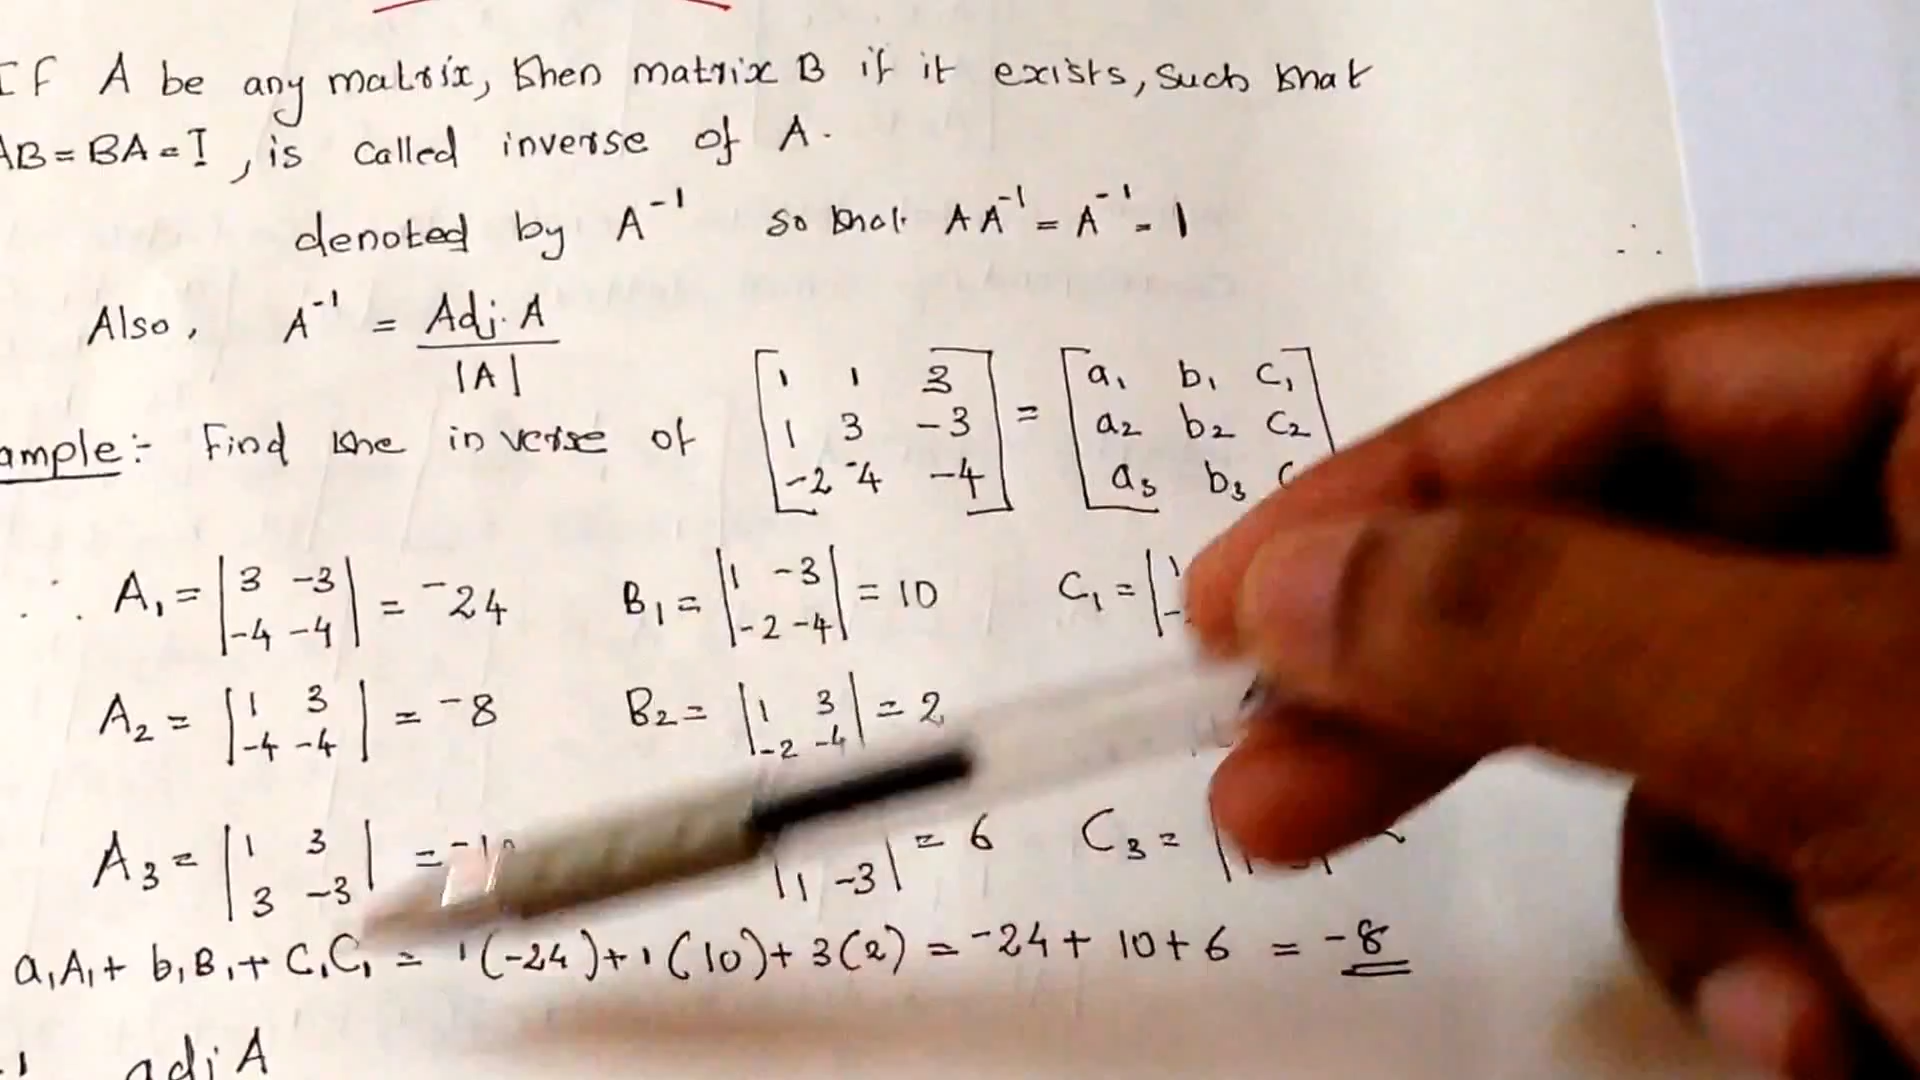 If A be any matrix, then matrix B if it exists, such that
AB = BA = I, is called inverse of A.
denoted by A⁻¹ so that AA⁻¹ = A⁻¹ = 1
Also, A⁻¹ = Adj. A / |A|
ample:- Find the inverse of [1 1 3; 1 3 -3; -2 -4 -4] = [a₁ b₁ c₁; a₂ b₂ c₂; a₃ b₃ c
∴ A₁ = |3 -3; -4 -4| = -24 B₁ = |1 -3; -2 -4| = 10 C₁ = |1
A₂ = |1 3; -4 -4| = -8 B₂ = |1 3; -2 -4| = 2
A₃ = |1 3; 3 -3| = 1 -3| = 6 C₃ =
a₁A₁ + b₁B₁ + C₁C₁ = 1(-24) + 1(10) + 3(2) = -24 + 10 + 6 = -8
adj A